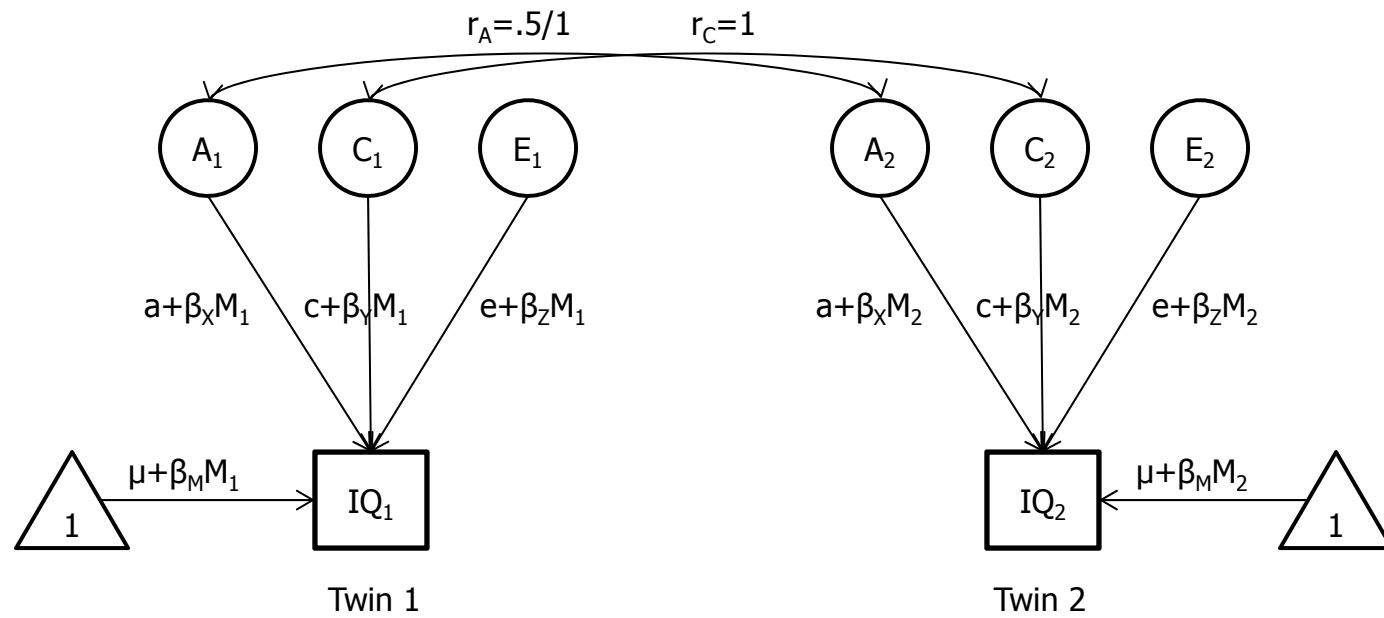 r_A=.5/1 r_C=1
A_1 C_1 E_1 A_2 C_2 E_2
a+β_XM_1 c+β_YM_1 e+β_ZM_1 a+β_XM_2 c+β_YM_2 e+β_ZM_2
μ+β_MM_1 μ+β_MM_2
1 IQ_1 IQ_2 1
Twin 1 Twin 2